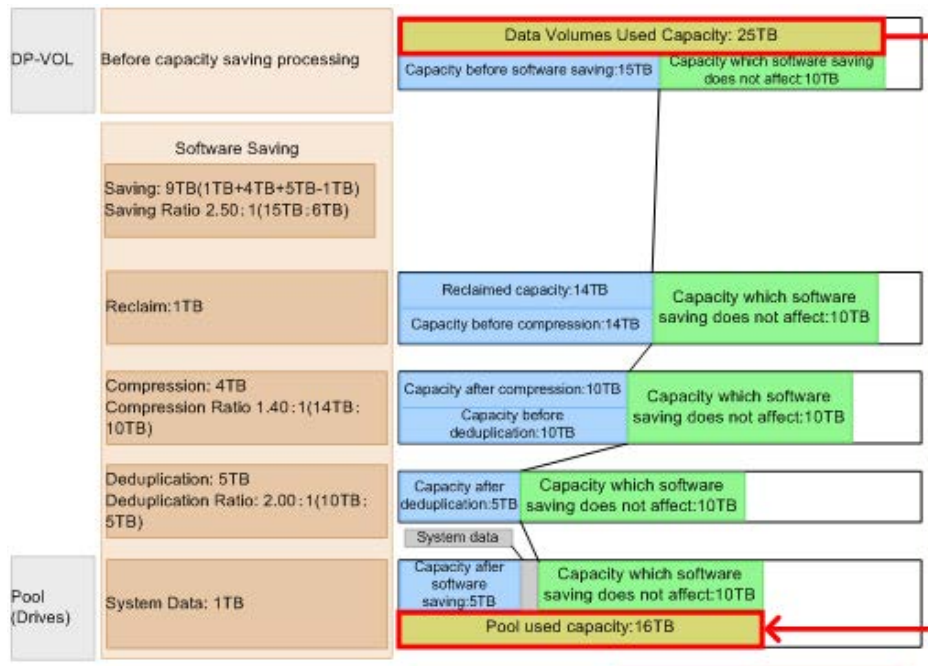 DP-VOL
Before capacity saving processing
Data Volumes Used Capacity: 25TB
Capacity before software saving:15TB
Capacity which software saving
does not affect:10TB
Software Saving
Saving: 9TB(1TB+4TB+5TB-1TB)
Saving Ratio 2.50:1(15TB:6TB)
Reclaim:1TB
Reclaimed capacity:14TB
Capacity before compression:14TB
Capacity which software
saving does not affect:10TB
Compression: 4TB
Compression Ratio 1.40:1(14TB:
10TB)
Capacity after compression:10TB
Capacity before
deduplication:10TB
Capacity which software
saving does not affect:10TB
Deduplication: 5TB
Deduplication Ratio: 2.00:1(10TB:
5TB)
Capacity after
deduplication:5TB
Capacity which software
saving does not affect:10TB
System data
Pool
(Drives)
System Data: 1TB
Capacity after
software
saving:5TB
Capacity which software
saving does not affect:10TB
Pool used capacity:16TB